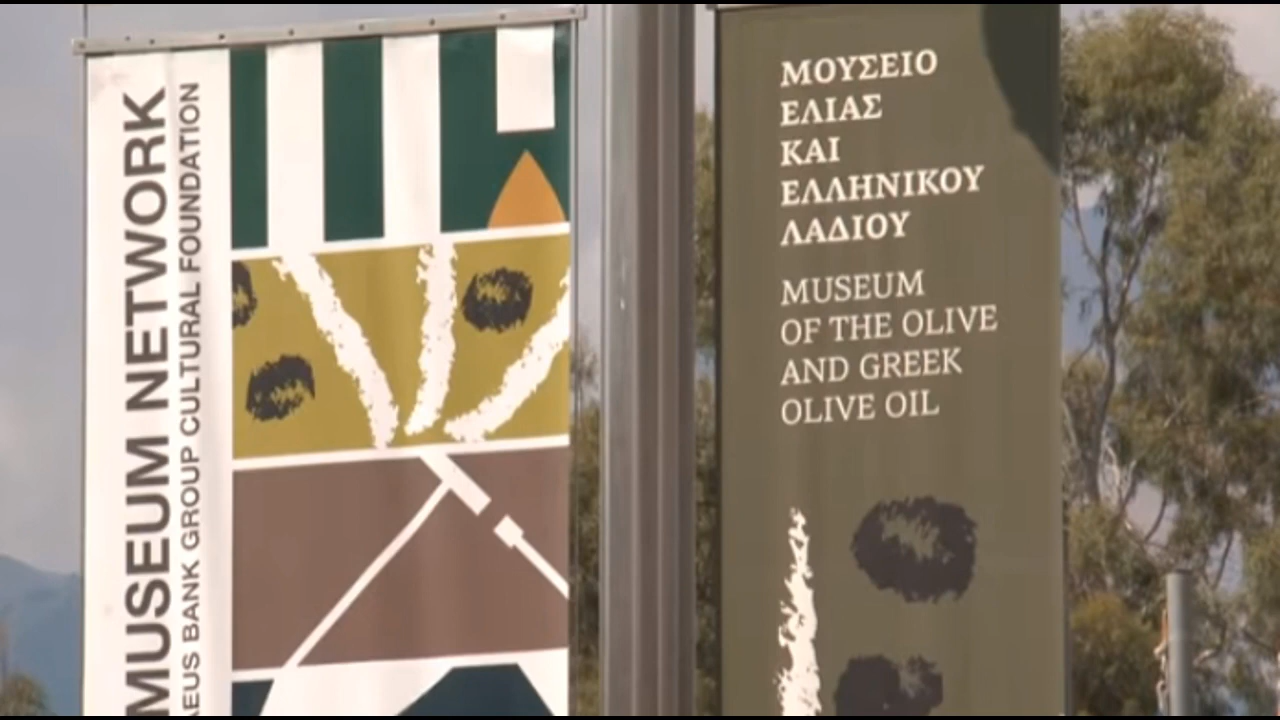 MUSEUM NETWORK
AEUS BANK GROUP CULTURAL FOUNDATION
ΜΟΥΣΕΙΟ
ΕΛΙΑΣ
ΚΑΙ
ΕΛΛΗΝΙΚΟΥ
ΛΑΔΙΟΥ
MUSEUM
OF THE OLIVE
AND GREEK
OLIVE OIL